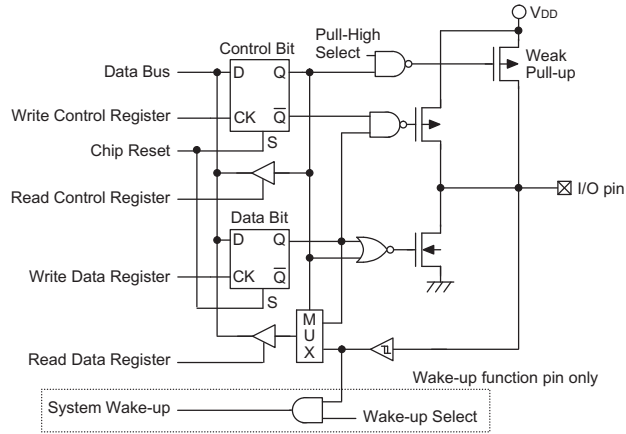 VDD
Pull-High
Select
Control Bit
Weak
Pull-up
Data Bus
D
Q
Write Control Register
CK
Q
Chip Reset
S
I/O pin
Read Control Register
Data Bit
D
Q
Write Data Register
CK
Q
S
M
U
X
Read Data Register
Wake-up function pin only
System Wake-up
Wake-up Select